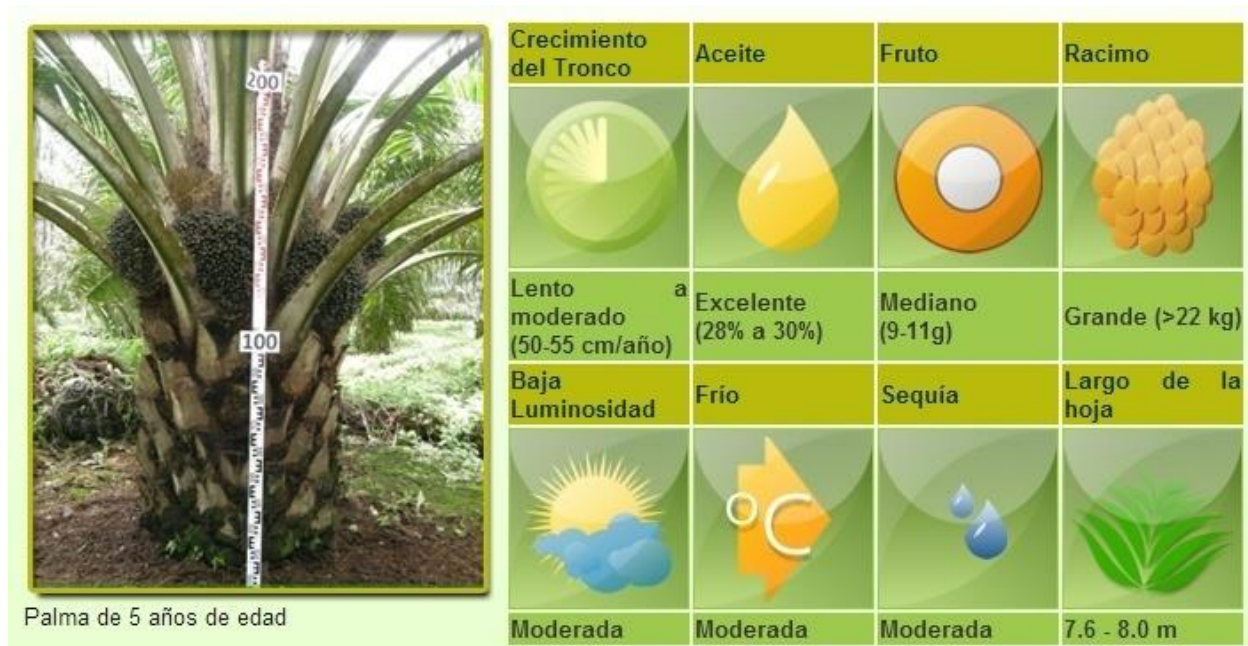 200
100
Palma de 5 años de edad
Crecimiento
del Tronco
Aceite
Fruto
Racimo
Lento a
moderado
(50-55 cm/año)
Excelente
(28% a 30%)
Mediano
(9-11g)
Grande (>22 kg)
Baja
Luminosidad
Frío
Sequía
Largo de la
hoja
°C
Moderada
Moderada
Moderada
7.6 - 8.0 m